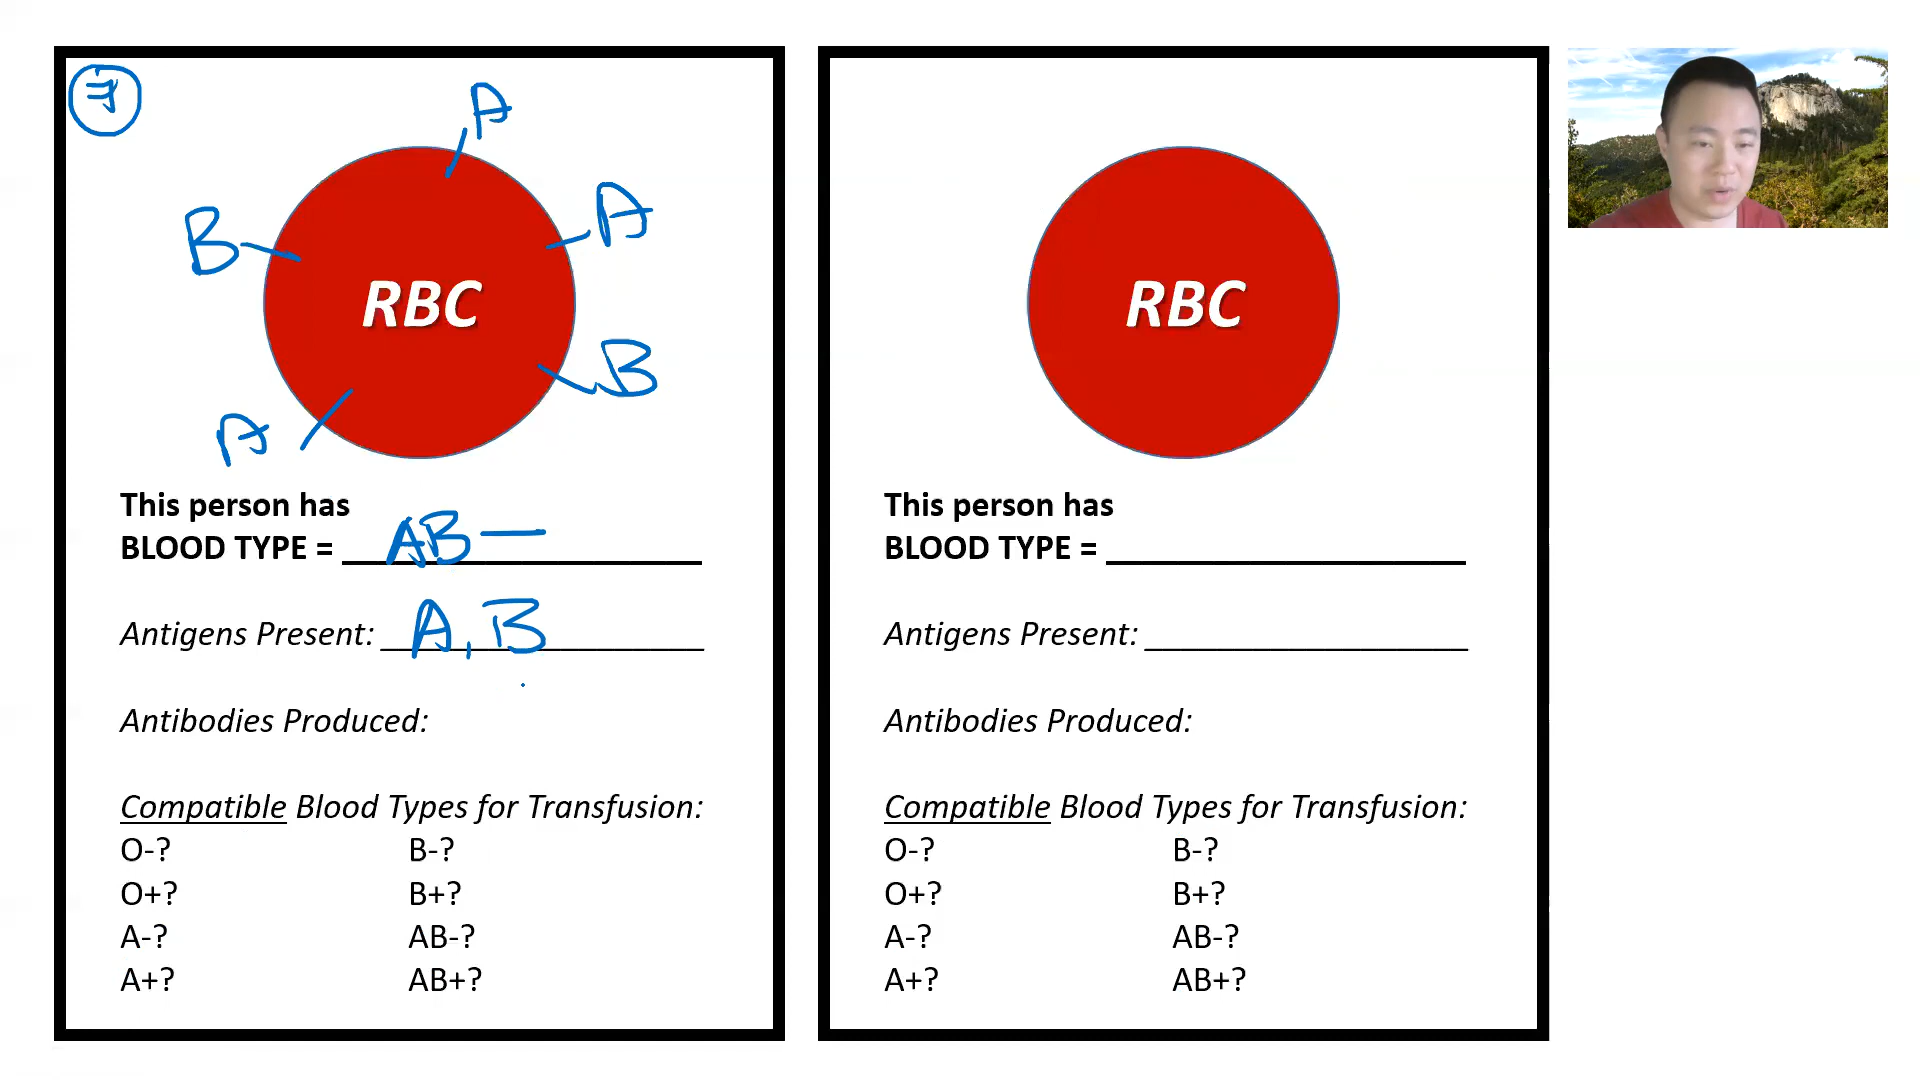 A
A
B
RBC
B
A
This person has
BLOOD TYPE = AB —
Antigens Present: A, B
Antibodies Produced:
Compatible Blood Types for Transfusion:
O-? B-?
O+? B+?
A-? AB-?
A+? AB+?
RBC
This person has
BLOOD TYPE =
Antigens Present:
Antibodies Produced:
Compatible Blood Types for Transfusion:
O-? B-?
O+? B+?
A-? AB-?
A+? AB+?